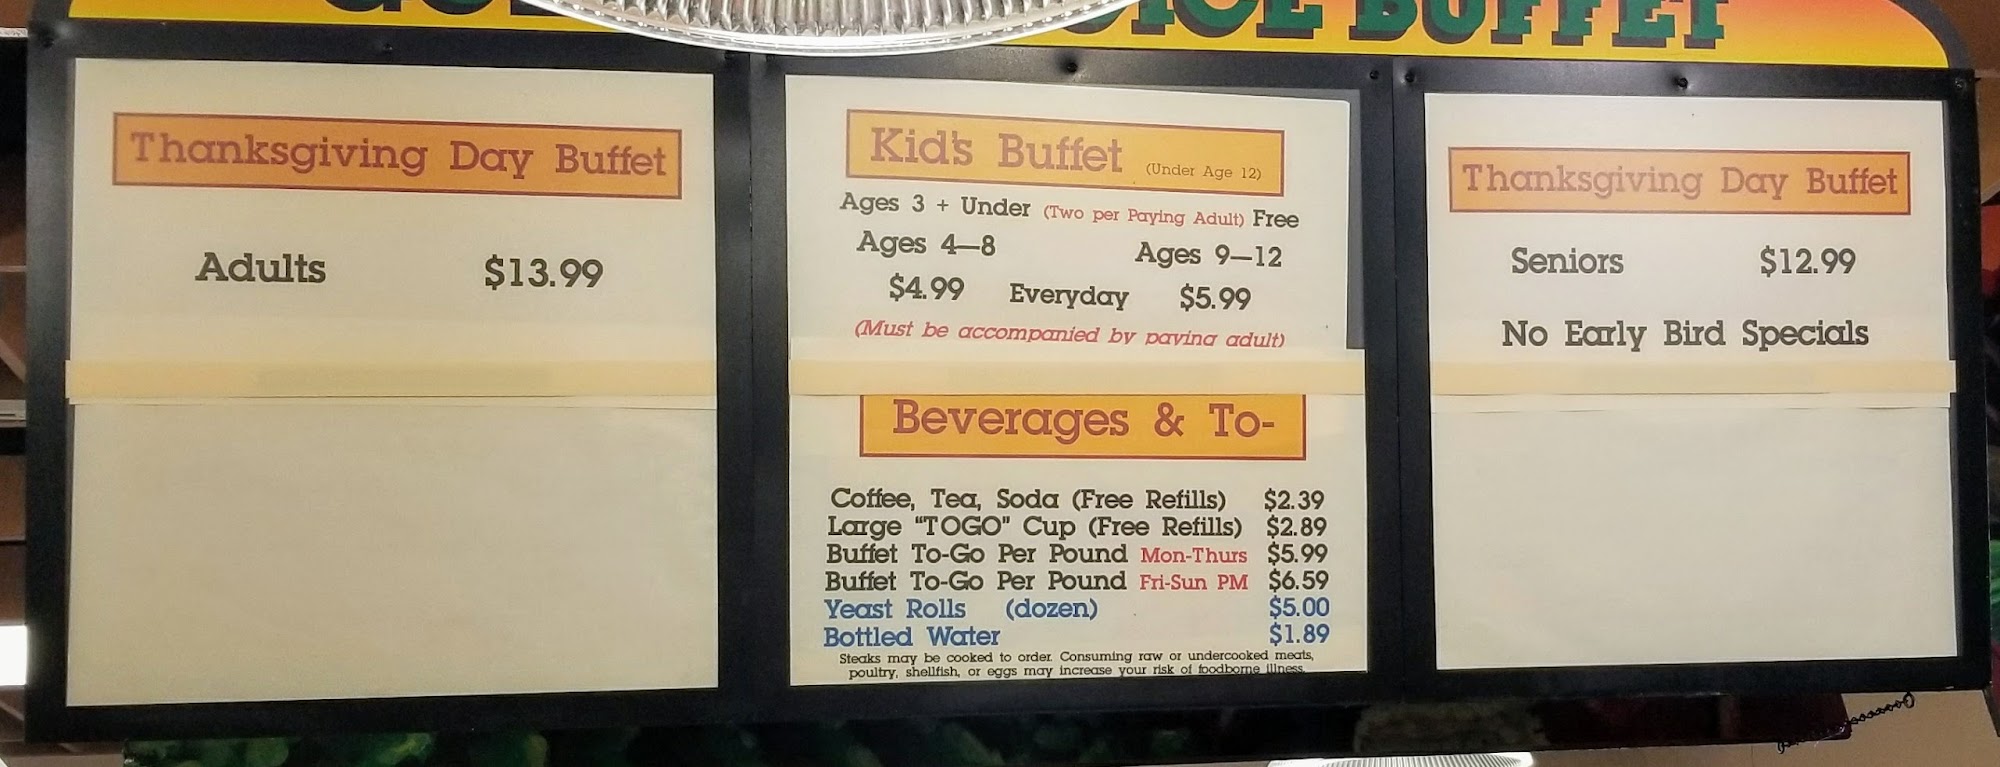 BUFFET
Thanksgiving Day Buffet
Adults $13.99
Kid's Buffet (Under Age 12)
Ages 3 + Under (Two per Paying Adult) Free
Ages 4–8 Ages 9–12
$4.99 Everyday $5.99
(Must be accompanied by paying adult)
Beverages & To-
Coffee, Tea, Soda (Free Refills) $2.39
Large “TOGO” Cup (Free Refills) $2.89
Buffet To-Go Per Pound Mon-Thurs $5.99
Buffet To-Go Per Pound Fri-Sun PM $6.59
Yeast Rolls (dozen) $5.00
Bottled Water $1.89
Steaks may be cooked to order. Consuming raw or undercooked meats,
poultry, shellfish, or eggs may increase your risk of foodborne illness.
Thanksgiving Day Buffet
Seniors $12.99
No Early Bird Specials